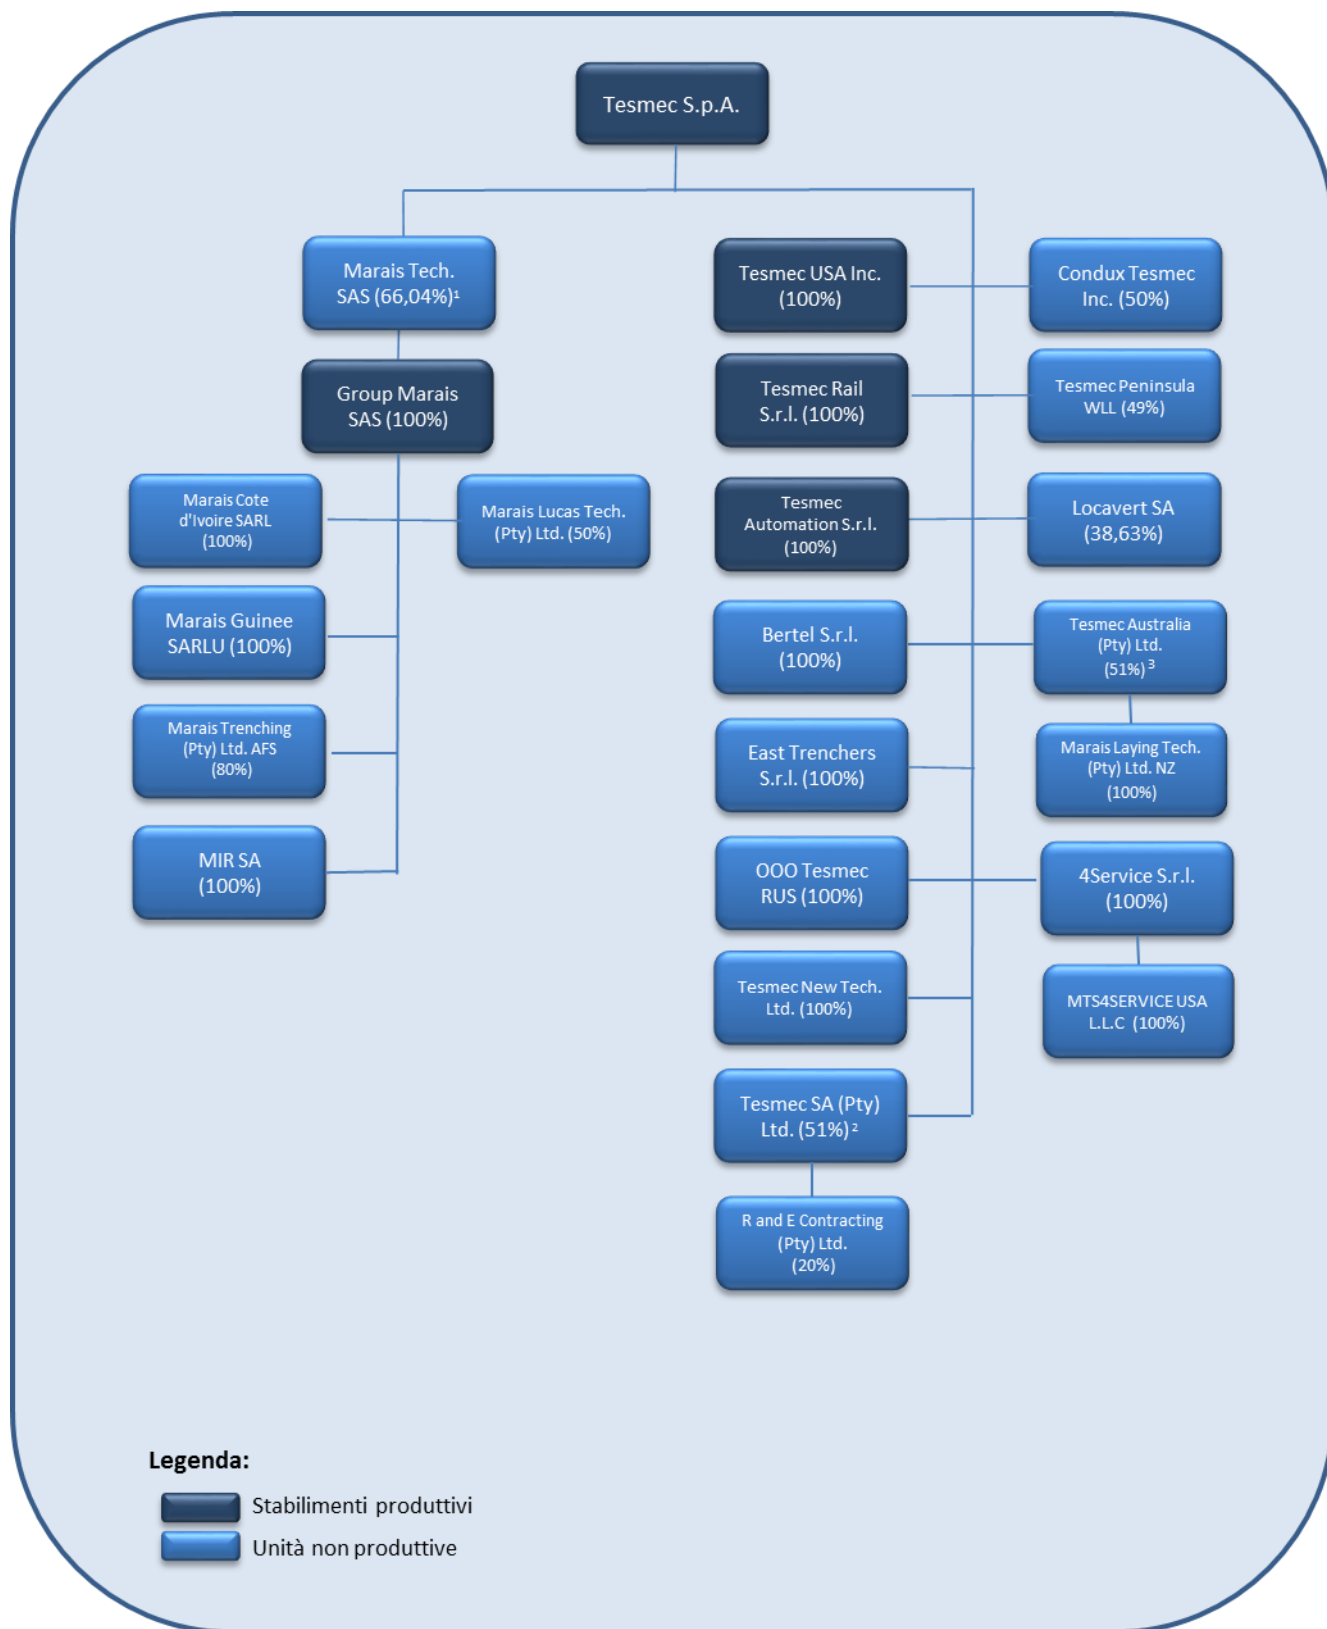 Tesmec S.p.A.
Marais Tech.
SAS (66,04%)¹
Group Marais
SAS (100%)
Marais Cote
d'Ivoire SARL
(100%)
Marais Lucas Tech.
(Pty) Ltd. (50%)
Marais Guinee
SARLU (100%)
Marais Trenching
(Pty) Ltd. AFS
(80%)
MIR SA
(100%)
Tesmec USA Inc.
(100%)
Condux Tesmec
Inc. (50%)
Tesmec Rail
S.r.l. (100%)
Tesmec Peninsula
WLL (49%)
Tesmec
Automation S.r.l.
(100%)
Locavert SA
(38,63%)
Bertel S.r.l.
(100%)
Tesmec Australia
(Pty) Ltd.
(51%) ³
East Trenchers
S.r.l. (100%)
Marais Laying Tech.
(Pty) Ltd. NZ
(100%)
OOO Tesmec
RUS (100%)
4Service S.r.l.
(100%)
Tesmec New Tech.
Ltd. (100%)
MTS4SERVICE USA
L.L.C (100%)
Tesmec SA (Pty)
Ltd. (51%) ²
R and E Contracting
(Pty) Ltd.
(20%)
Legenda:
Stabilimenti produttivi
Unità non produttive